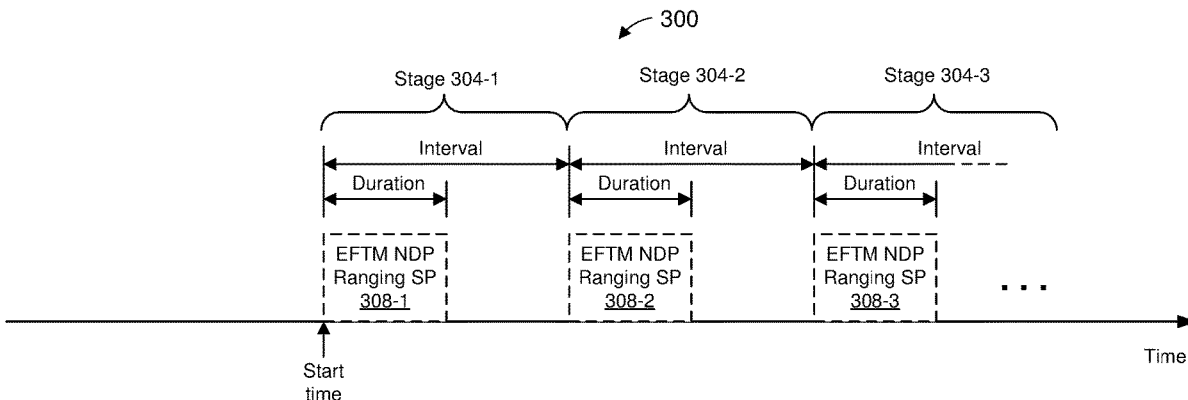 300
Stage 304-1
Stage 304-2
Stage 304-3
Interval
Interval
Interval
Duration
Duration
Duration
EFTM NDP
Ranging SP
308-1
EFTM NDP
Ranging SP
308-2
EFTM NDP
Ranging SP
308-3
...
Start
time
Time